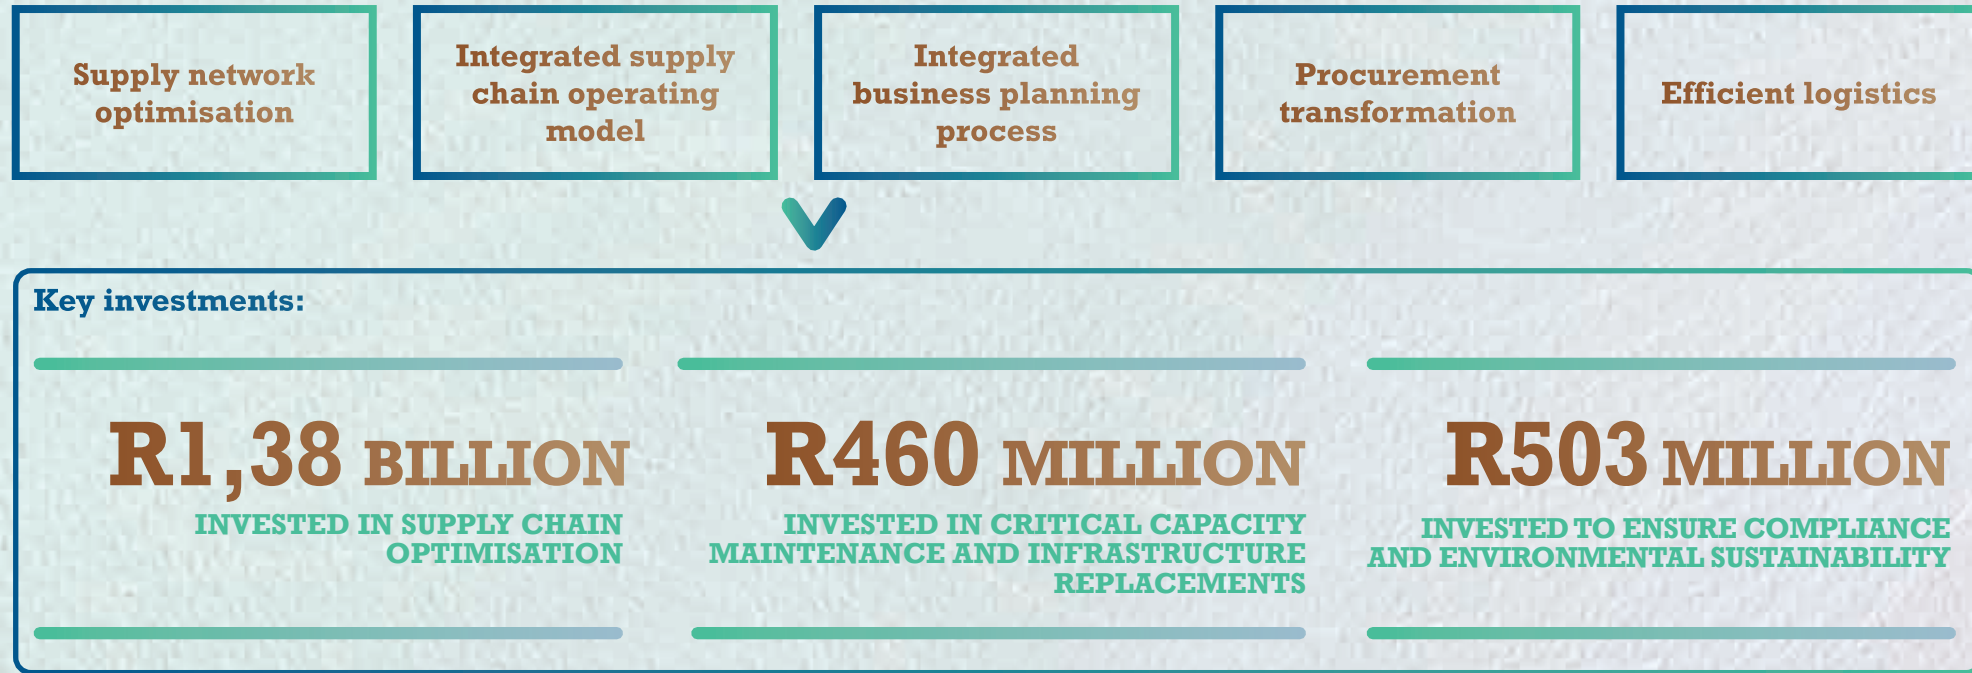 Supply network
optimisation
Integrated supply
chain operating
model
Integrated
business planning
process
Procurement
transformation
Efficient logistics
Key investments:
R1,38 BILLION
INVESTED IN SUPPLY CHAIN
OPTIMISATION
R460 MILLION
INVESTED IN CRITICAL CAPACITY
MAINTENANCE AND INFRASTRUCTURE
REPLACEMENTS
R503 MILLION
INVESTED TO ENSURE COMPLIANCE
AND ENVIRONMENTAL SUSTAINABILITY